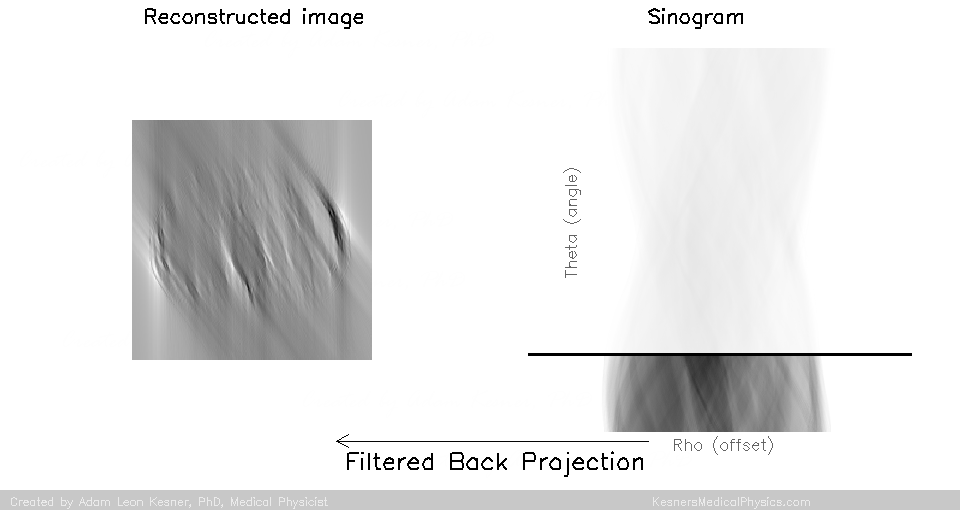 Reconstructed image
Sinogram
Theta (angle)
Rho (offset)
Filtered Back Projection
Created by Adam Leon Kesner, PhD, Medical Physicist
KesnersMedicalPhysics.com